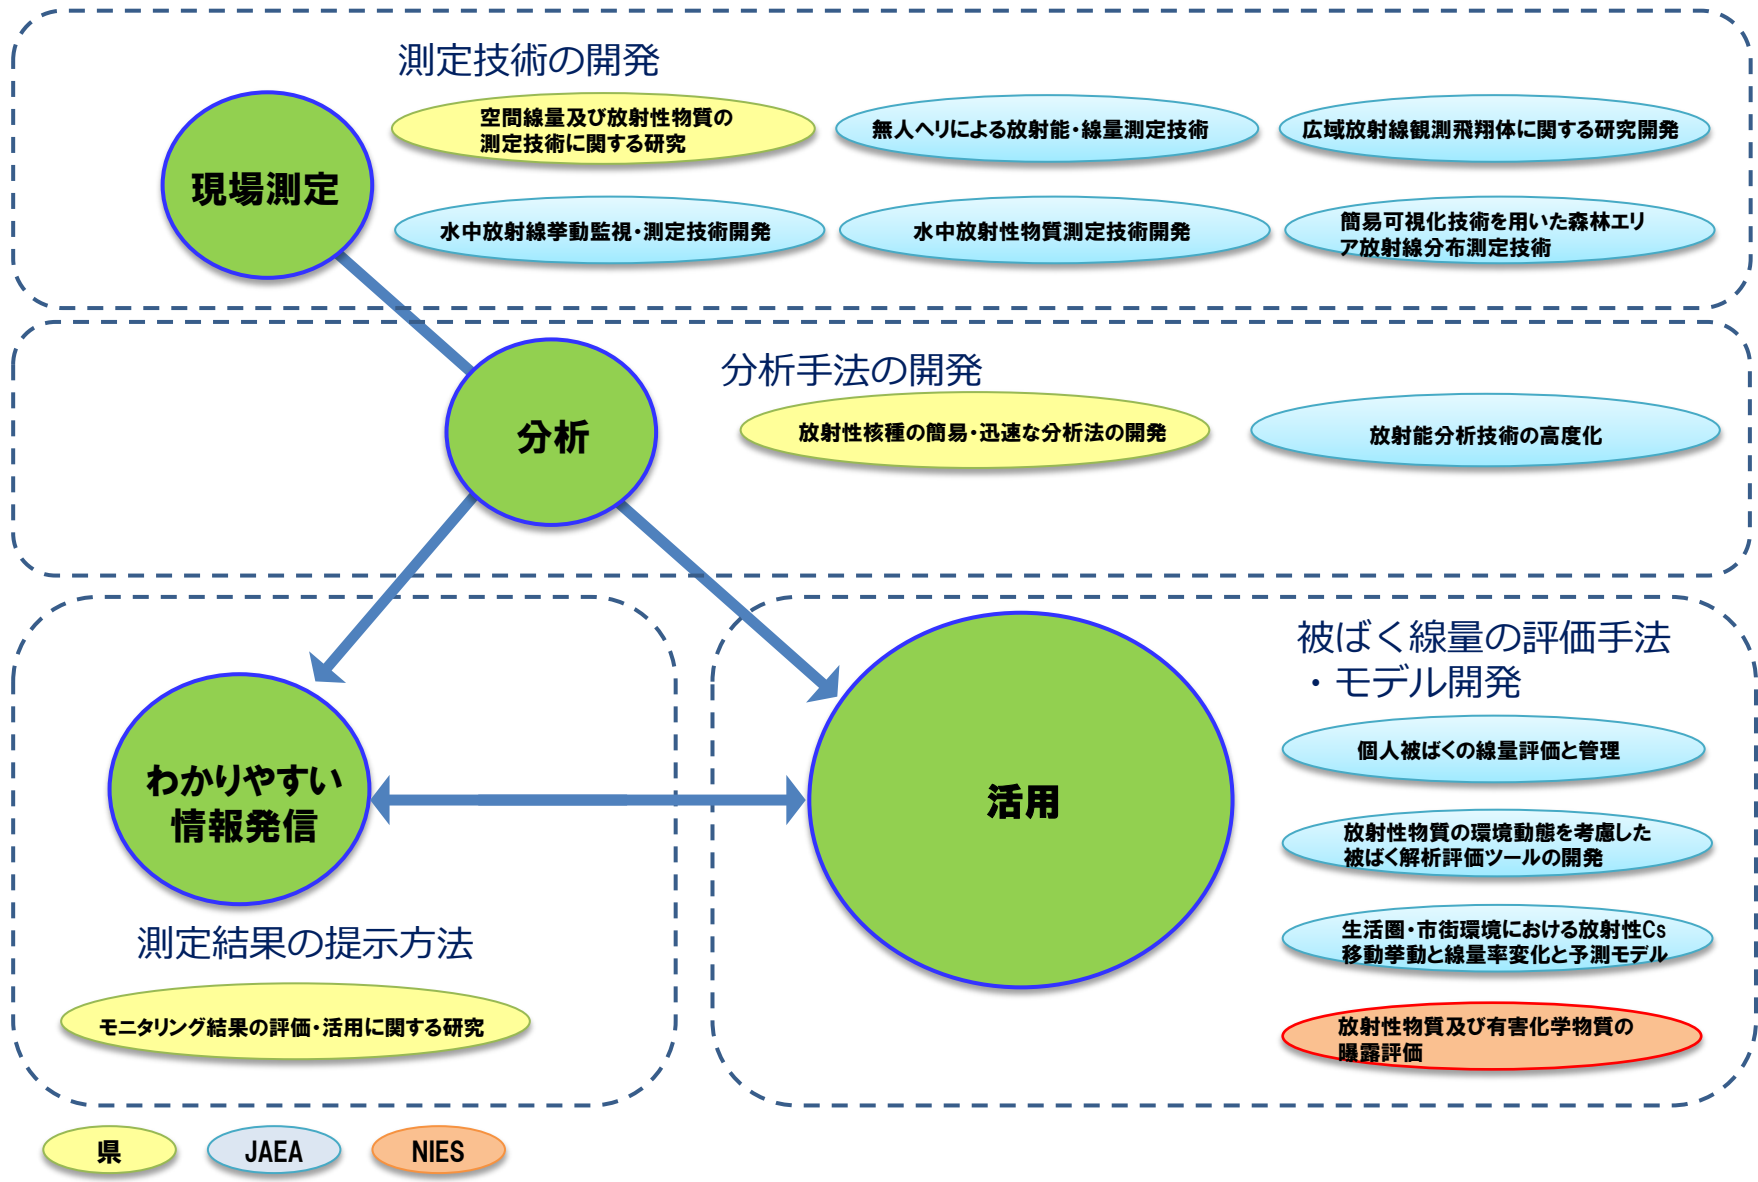 測定技術の開発
現場測定
空間線量及び放射性物質の
測定技術に関する研究
無人ヘリによる放射能・線量測定技術
広域放射線観測飛翔体に関する研究開発
水中放射線挙動監視・測定技術開発
水中放射性物質測定技術開発
簡易可視化技術を用いた森林エリ
ア放射線分布測定技術
分析手法の開発
分析
放射性核種の簡易・迅速な分析法の開発
放射能分析技術の高度化
わかりやすい
情報発信
測定結果の提示方法
モニタリング結果の評価・活用に関する研究
活用
被ばく線量の評価手法
・モデル開発
個人被ばくの線量評価と管理
放射性物質の環境動態を考慮した
被ばく解析評価ツールの開発
生活圏・市街環境における放射性Cs
移動挙動と線量率変化と予測モデル
放射性物質及び有害化学物質の
曝露評価
県
JAEA
NIES